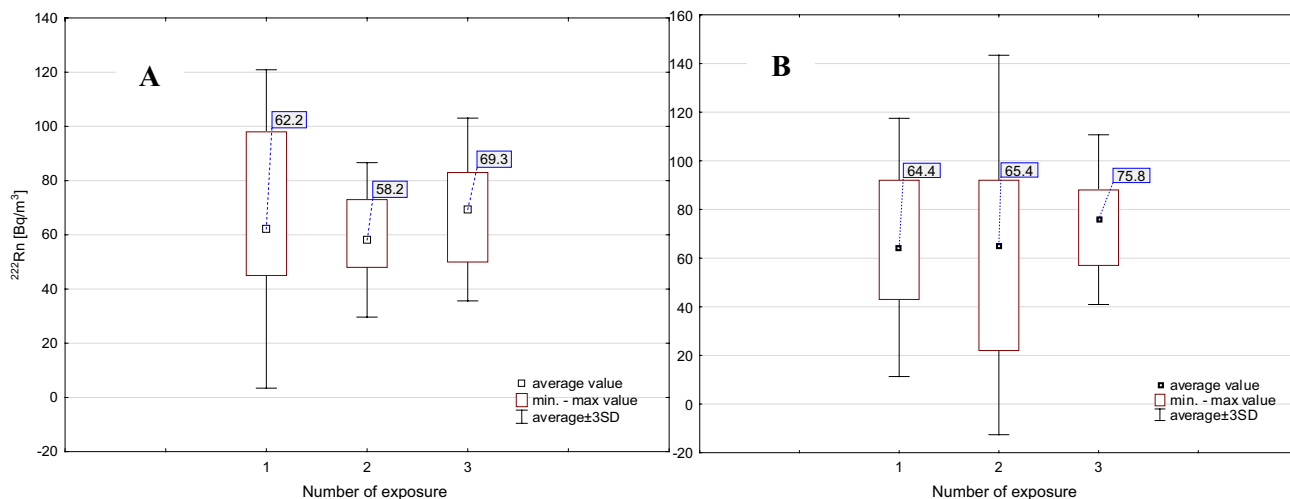 A
140
120
100
80
60
40
20
0
-20
²²²Rn [Bq/m³]
62.2
58.2
69.3
average value
min. - max value
average±3SD
1 2 3
Number of exposure
B
160
140
120
100
80
60
40
20
0
-20
64.4
65.4
75.8
average value
min. - max value
average±3SD
1 2 3
Number of exposure